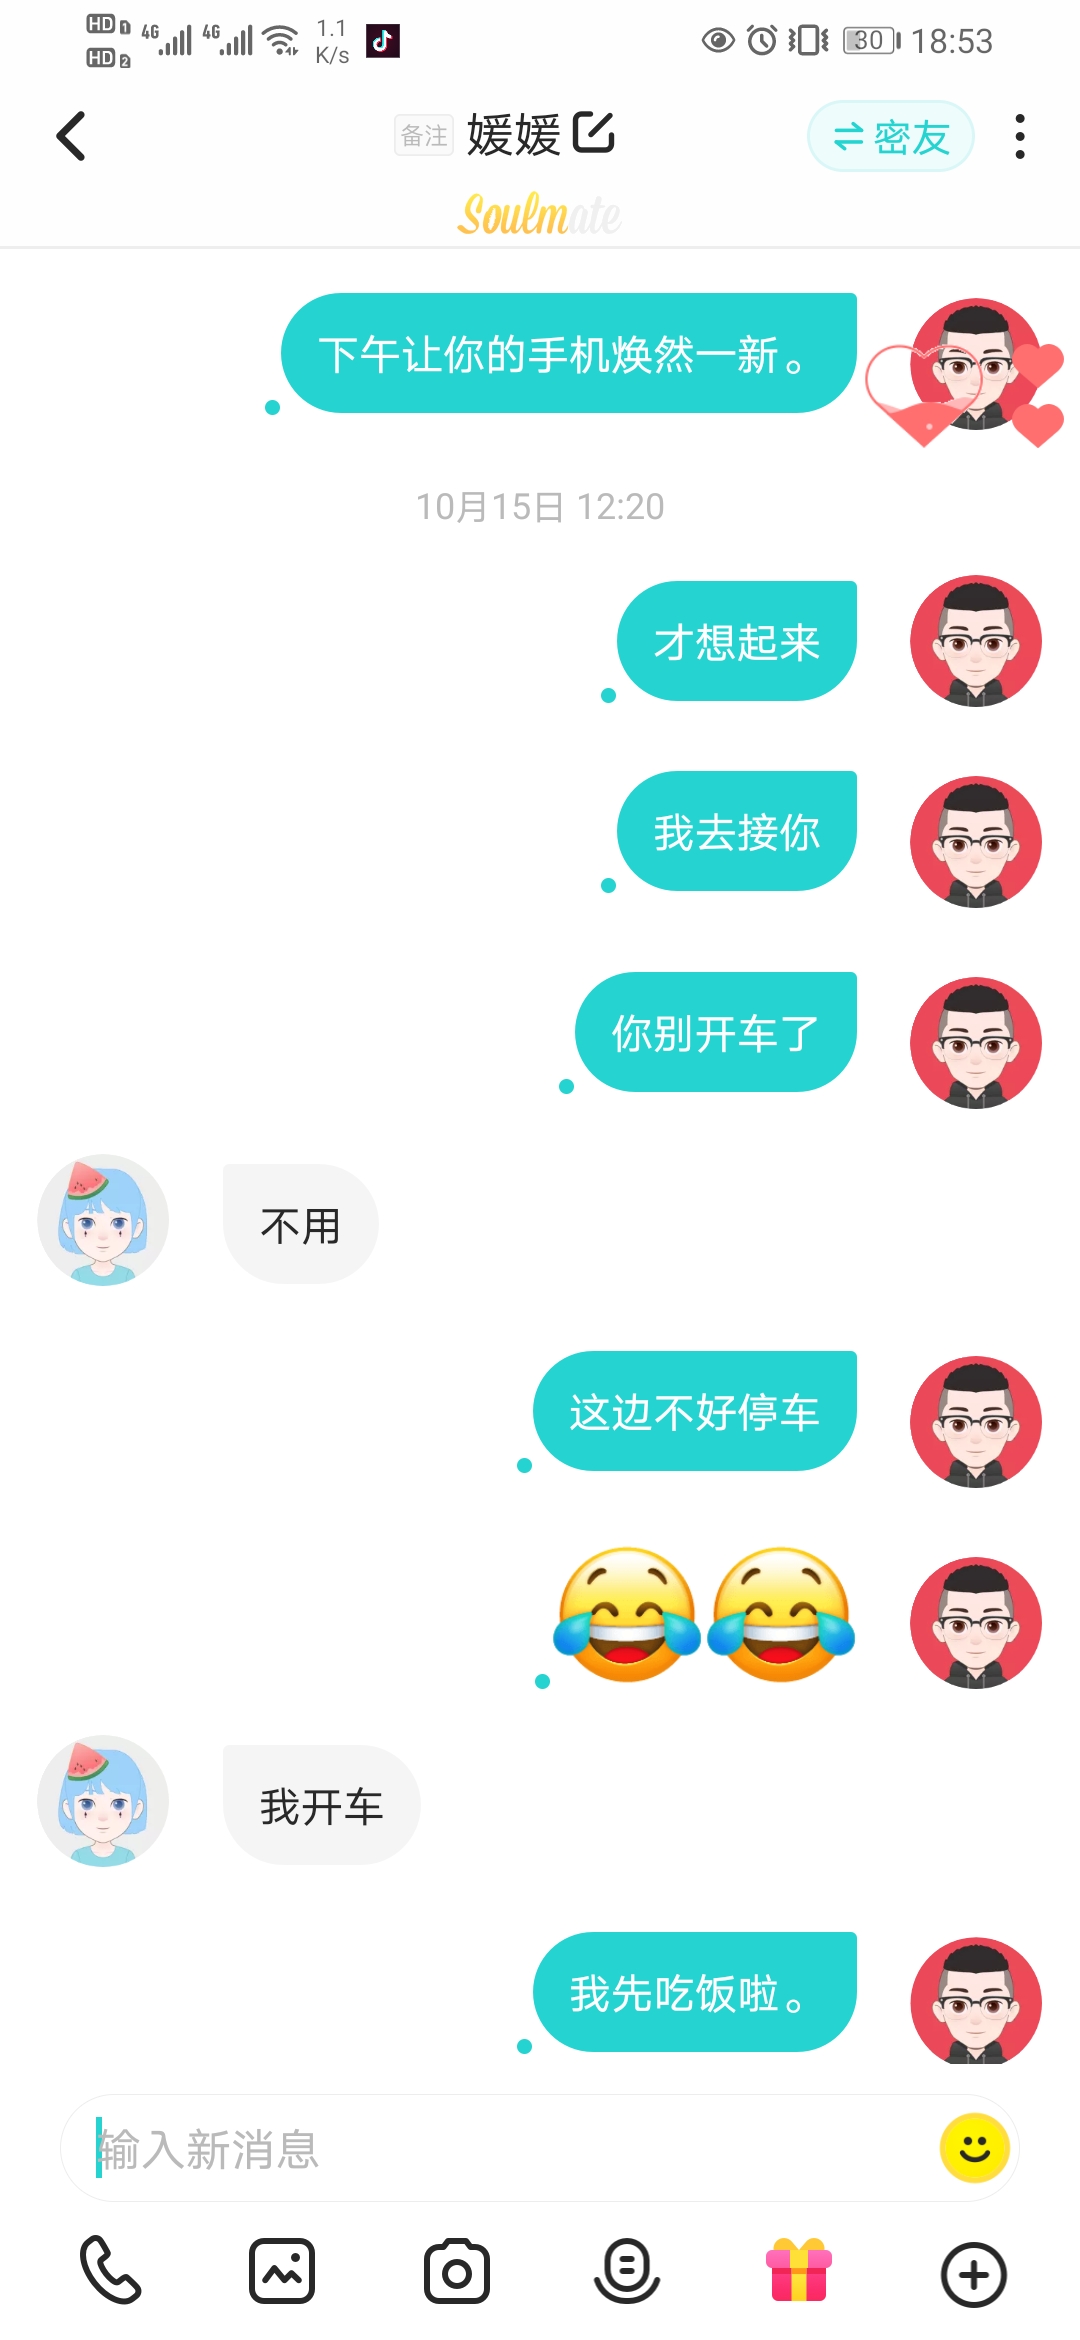 HD 1 4G 4G 1.1 30 18:53
HD 2 K/s
备注 媛媛 密友
Soulmate
下午让你的手机焕然一新。
10月15日 12:20
才想起来
我去接你
你别开车了
不用
这边不好停车
我开车
我先吃饭啦。
输入新消息